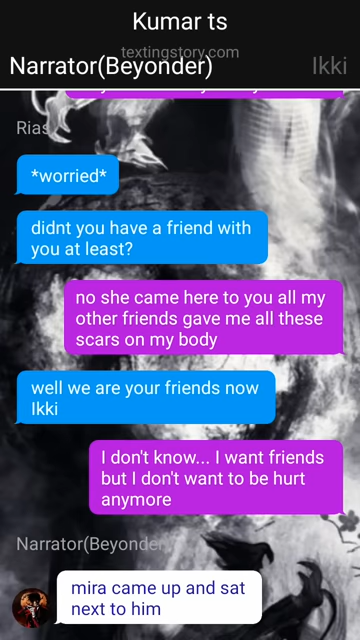 Kumar ts
textingstory.com
Narrator(Beyonder)
Ikki
Rias
*worried*
didnt you have a friend with
you at least?
no she came here to you all my
other friends gave me all these
scars on my body
well we are your friends now
Ikki
I don't know... I want friends
but I don't want to be hurt
anymore
Narrator(Beyonder)
mira came up and sat
next to him